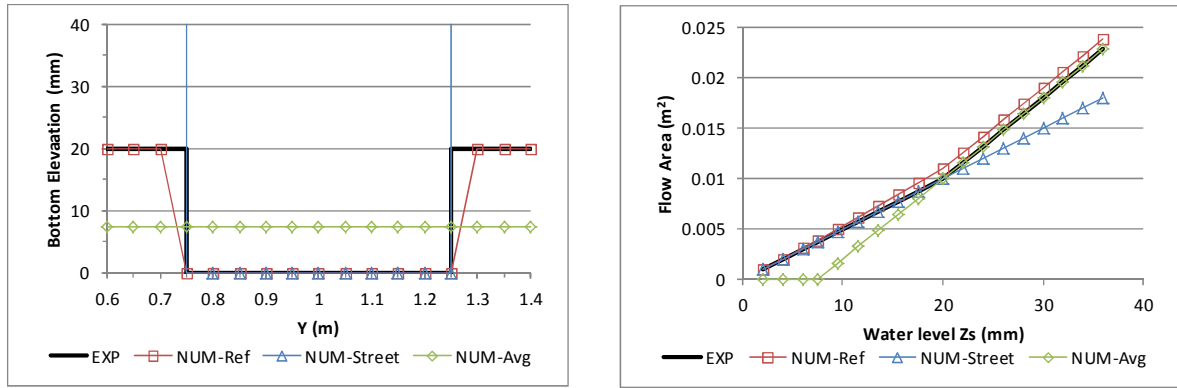 40
30
20
10
0
0.6 0.7 0.8 0.9 1 1.1 1.2 1.3 1.4
Bottom Elevaation (mm)
Y (m)
EXP NUM-Ref NUM-Street NUM-Avg
0.025
0.02
0.015
0.01
0.005
0
0 10 20 30 40
Flow Area (m²)
Water level Zs (mm)
EXP NUM-Ref NUM-Street NUM-Avg